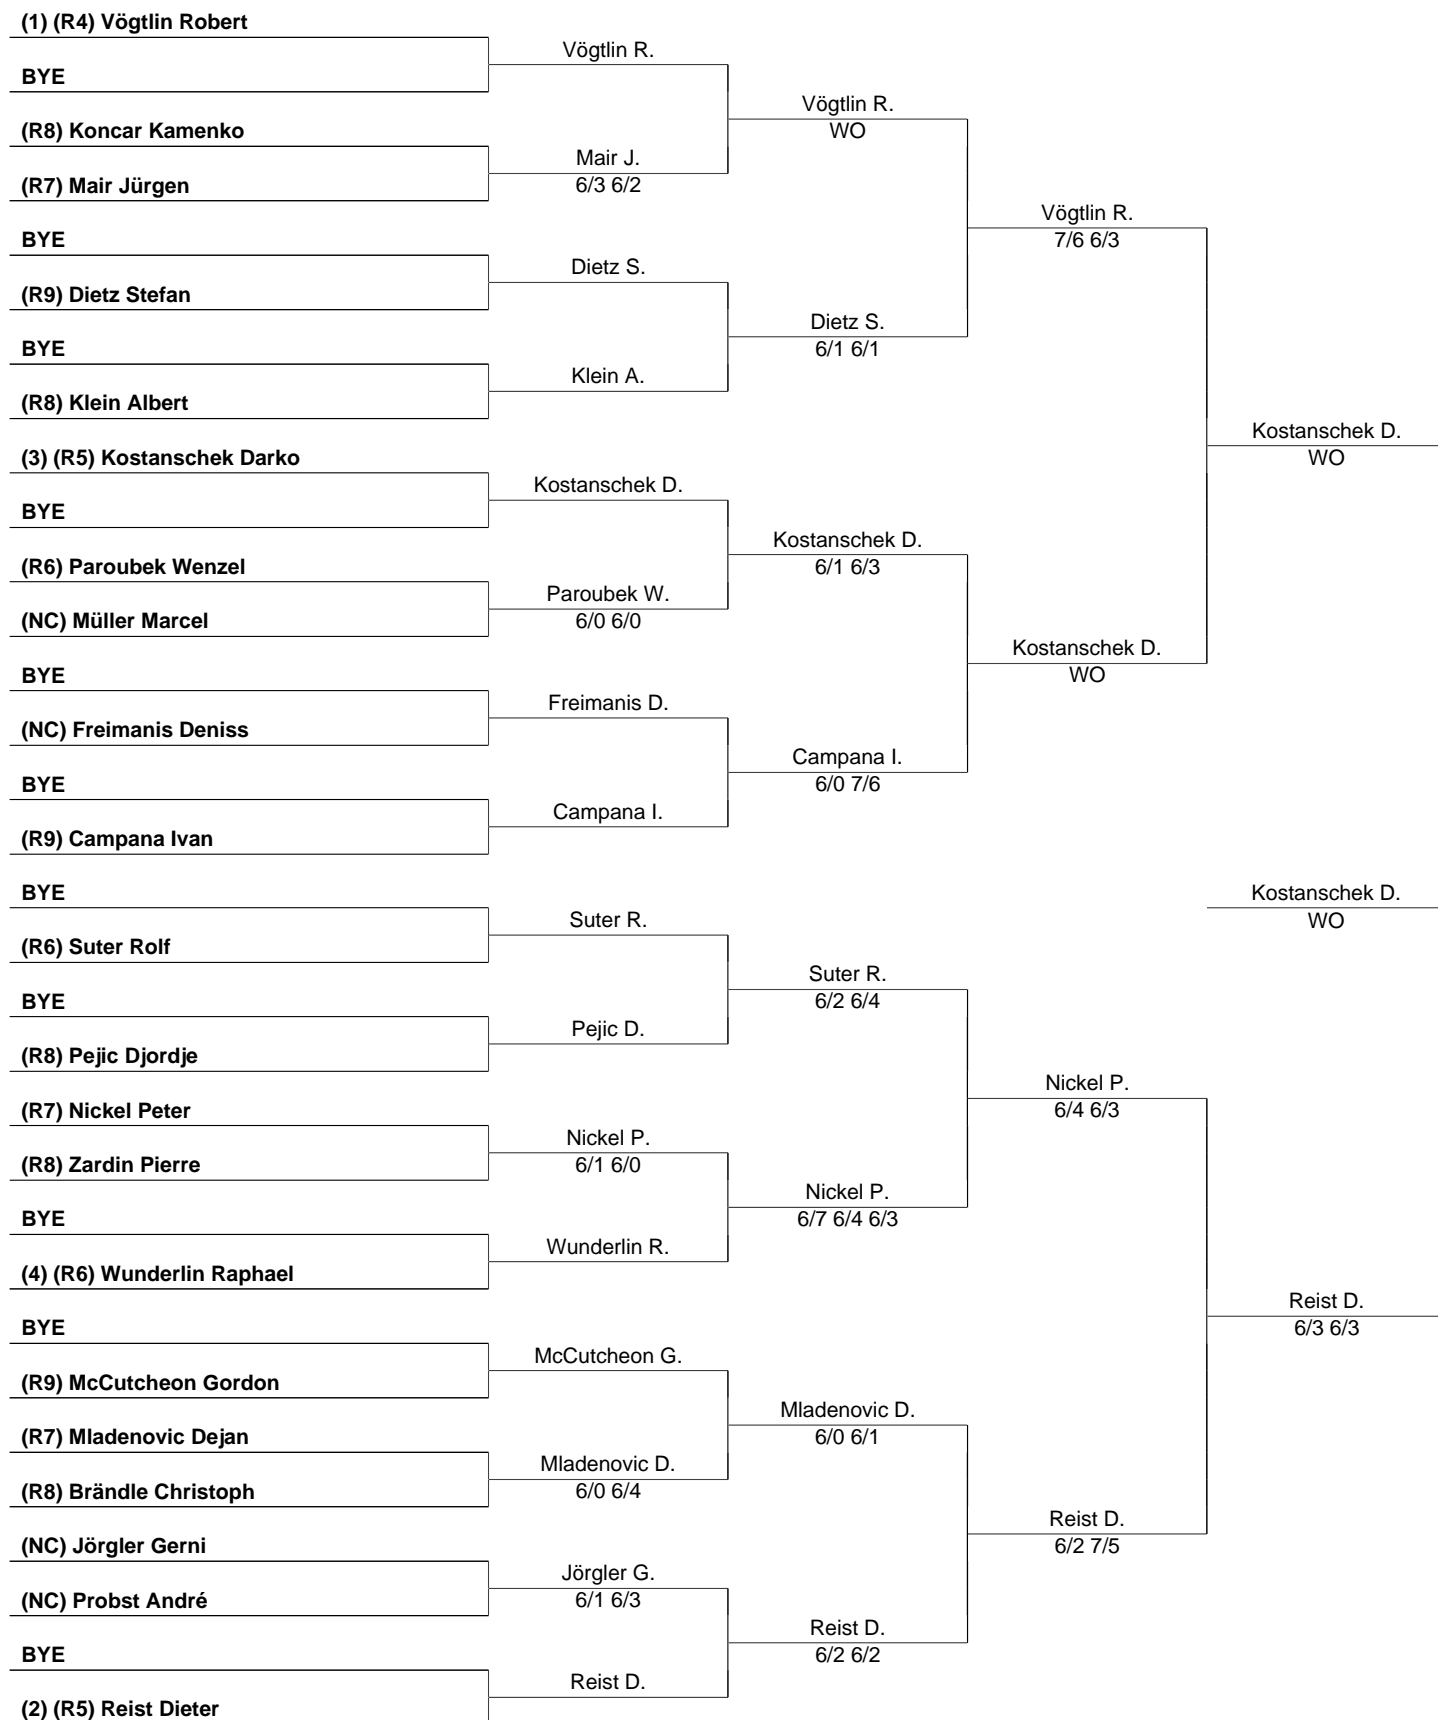 (1) (R4) Vögtlin Robert
Vögtlin R.
BYE
Vögtlin R.
WO
(R8) Koncar Kamenko
Mair J.
6/3 6/2
(R7) Mair Jürgen
Vögtlin R.
7/6 6/3
BYE
Dietz S.
(R9) Dietz Stefan
Dietz S.
6/1 6/1
BYE
Klein A.
(R8) Klein Albert
Kostanschek D.
WO
(3) (R5) Kostanschek Darko
Kostanschek D.
BYE
Kostanschek D.
6/1 6/3
(R6) Paroubek Wenzel
Paroubek W.
6/0 6/0
(NC) Müller Marcel
Kostanschek D.
WO
BYE
Freimanis D.
(NC) Freimanis Deniss
Campana I.
6/0 7/6
BYE
Campana I.
(R9) Campana Ivan
BYE
Kostanschek D.
WO
Suter R.
(R6) Suter Rolf
Suter R.
6/2 6/4
BYE
Pejic D.
(R8) Pejic Djordje
Nickel P.
6/4 6/3
(R7) Nickel Peter
Nickel P.
6/1 6/0
(R8) Zardin Pierre
Nickel P.
6/7 6/4 6/3
BYE
Wunderlin R.
(4) (R6) Wunderlin Raphael
Reist D.
6/3 6/3
BYE
McCutcheon G.
(R9) McCutcheon Gordon
Mladenovic D.
6/0 6/1
(R7) Mladenovic Dejan
Mladenovic D.
6/0 6/4
(R8) Brändle Christoph
Reist D.
6/2 7/5
(NC) Jörgler Gerni
Jörgler G.
6/1 6/3
(NC) Probst André
Reist D.
6/2 6/2
BYE
Reist D.
(2) (R5) Reist Dieter